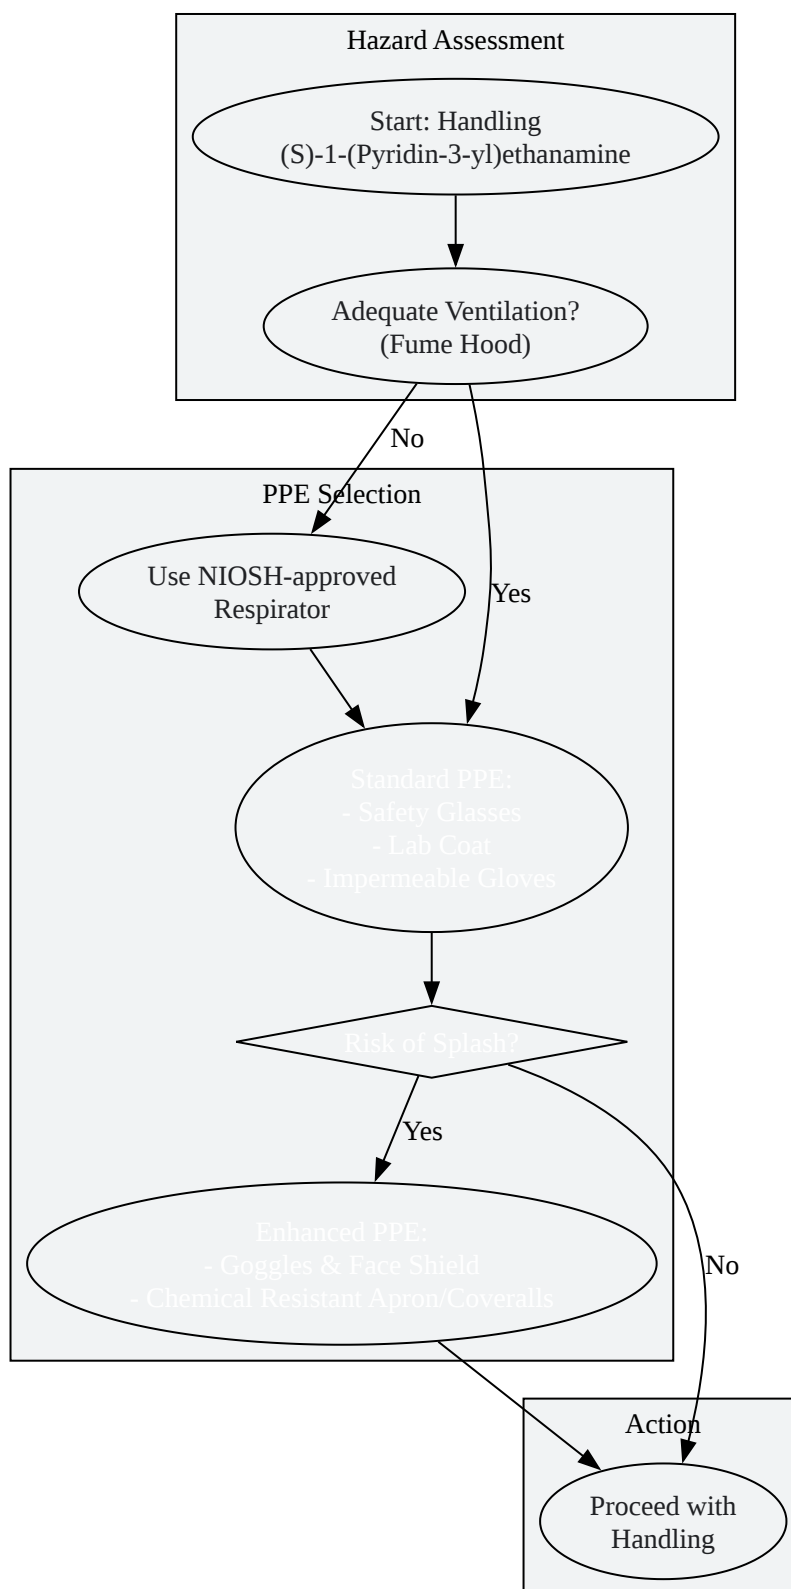 Hazard Assessment
Start: Handling
(S)-1-(Pyridin-3-yl)ethanamine
Adequate Ventilation?
(Fume Hood)
No
PPE Selection
Use NIOSH-approved
Respirator
Yes
Standard PPE:
- Safety Glasses
- Lab Coat
- Impermeable Gloves
Risk of Splash?
Yes
Enhanced PPE:
- Goggles & Face Shield
- Chemical Resistant Apron/Coveralls
No
Action
Proceed with
Handling